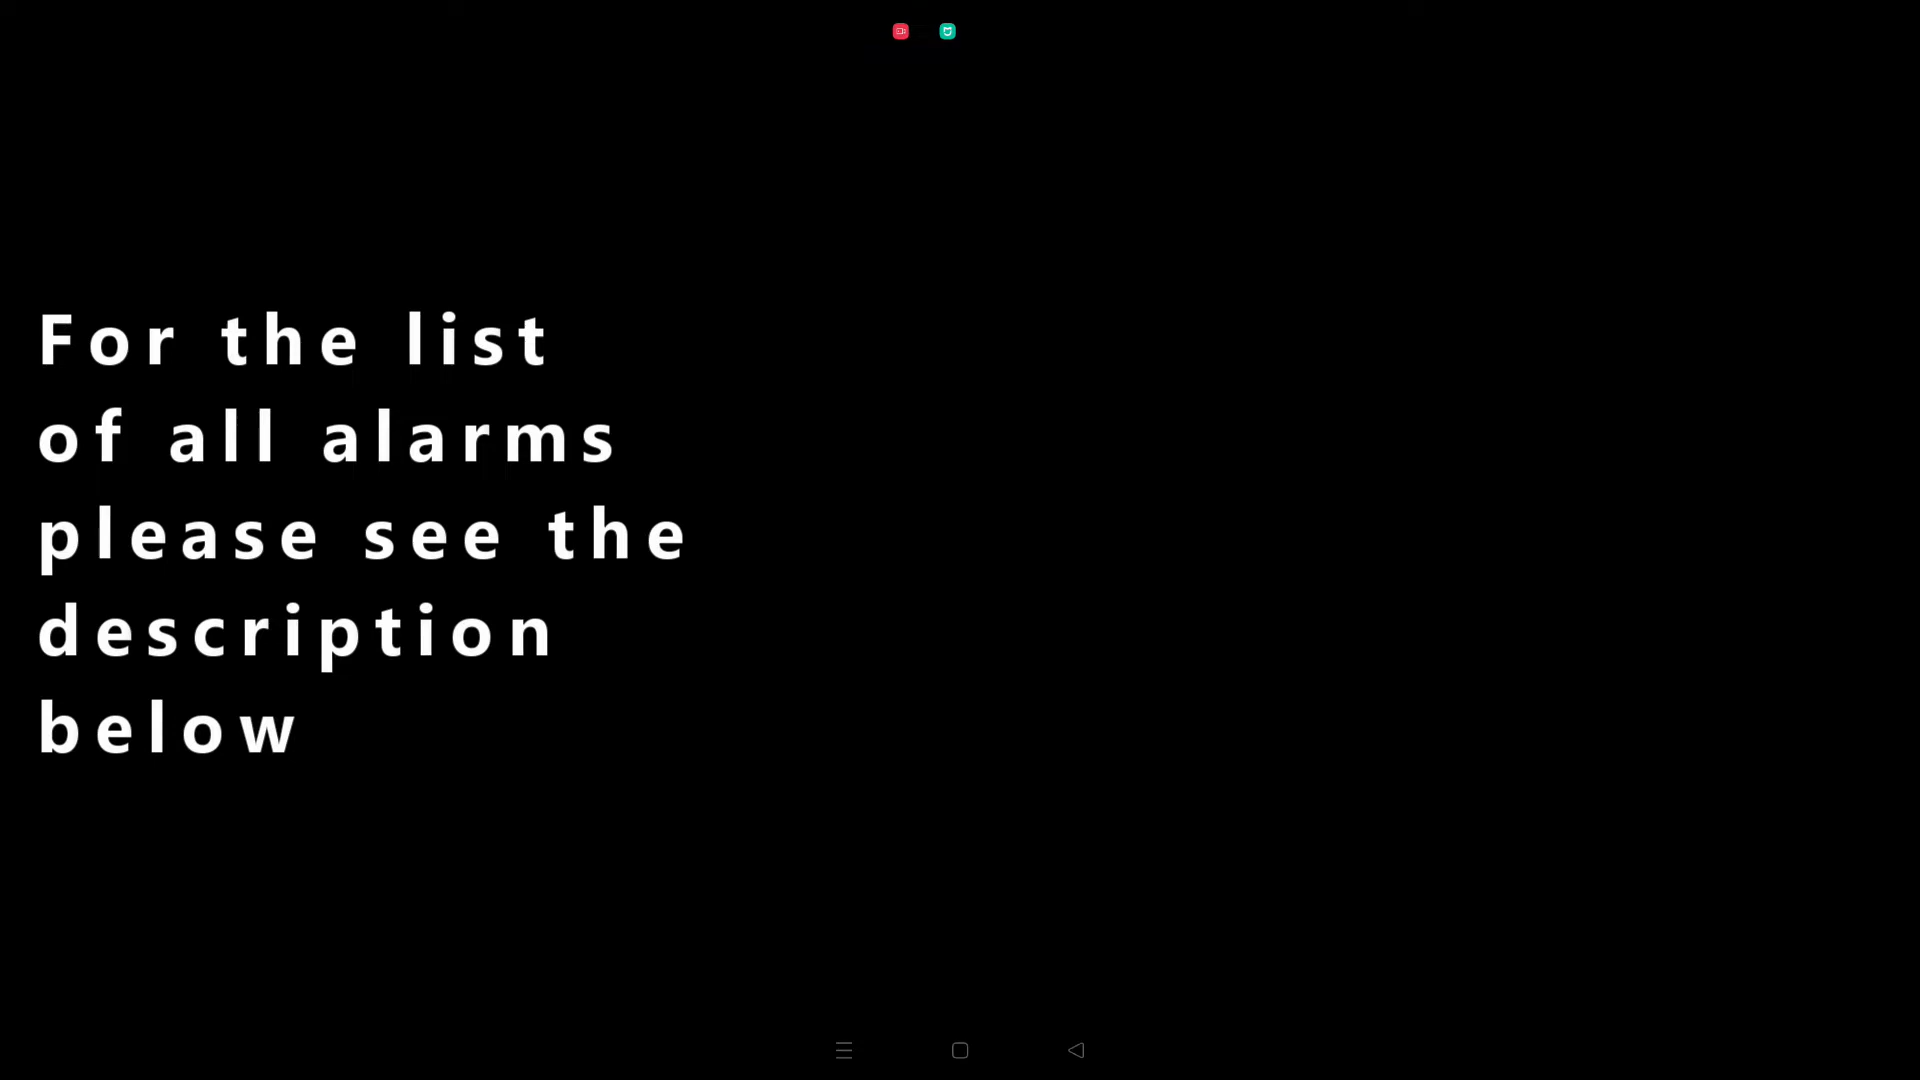 For the list
of all alarms
please see the
description
below